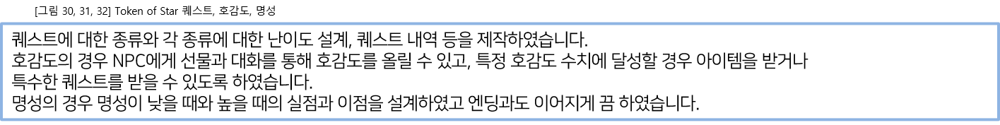 [그림 30, 31, 32] Token of Star 퀘스트, 호감도, 명성
퀘스트에 대한 종류와 각 종류에 대한 난이도 설계, 퀘스트 내역 등을 제작하였습니다.
호감도의 경우 NPC에게 선물과 대화를 통해 호감도를 올릴 수 있고, 특정 호감도 수치에 달성할 경우 아이템을 받거나
특수한 퀘스트를 받을 수 있도록 하였습니다.
명성의 경우 명성이 낮을 때와 높을 때의 실점과 이점을 설계하였고 엔딩과도 이어지게 끔 하였습니다.